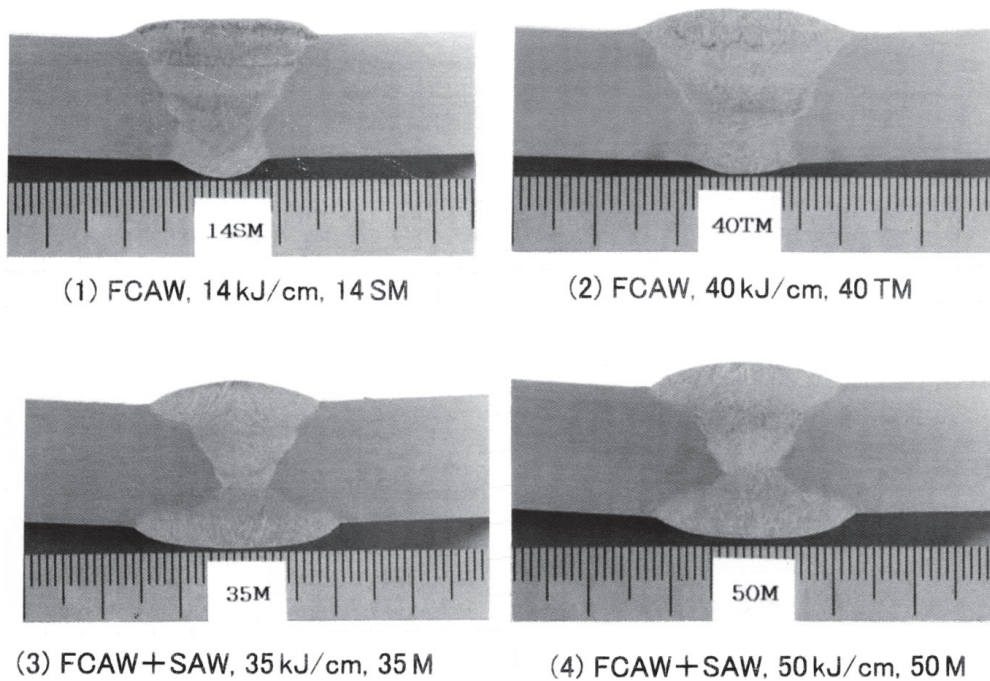 14SM
40TM
(1) FCAW, 14 kJ/cm, 14 SM
(2) FCAW, 40 kJ/cm, 40 TM
35M
50M
(3) FCAW+SAW, 35 kJ/cm, 35 M
(4) FCAW+SAW, 50 kJ/cm, 50 M